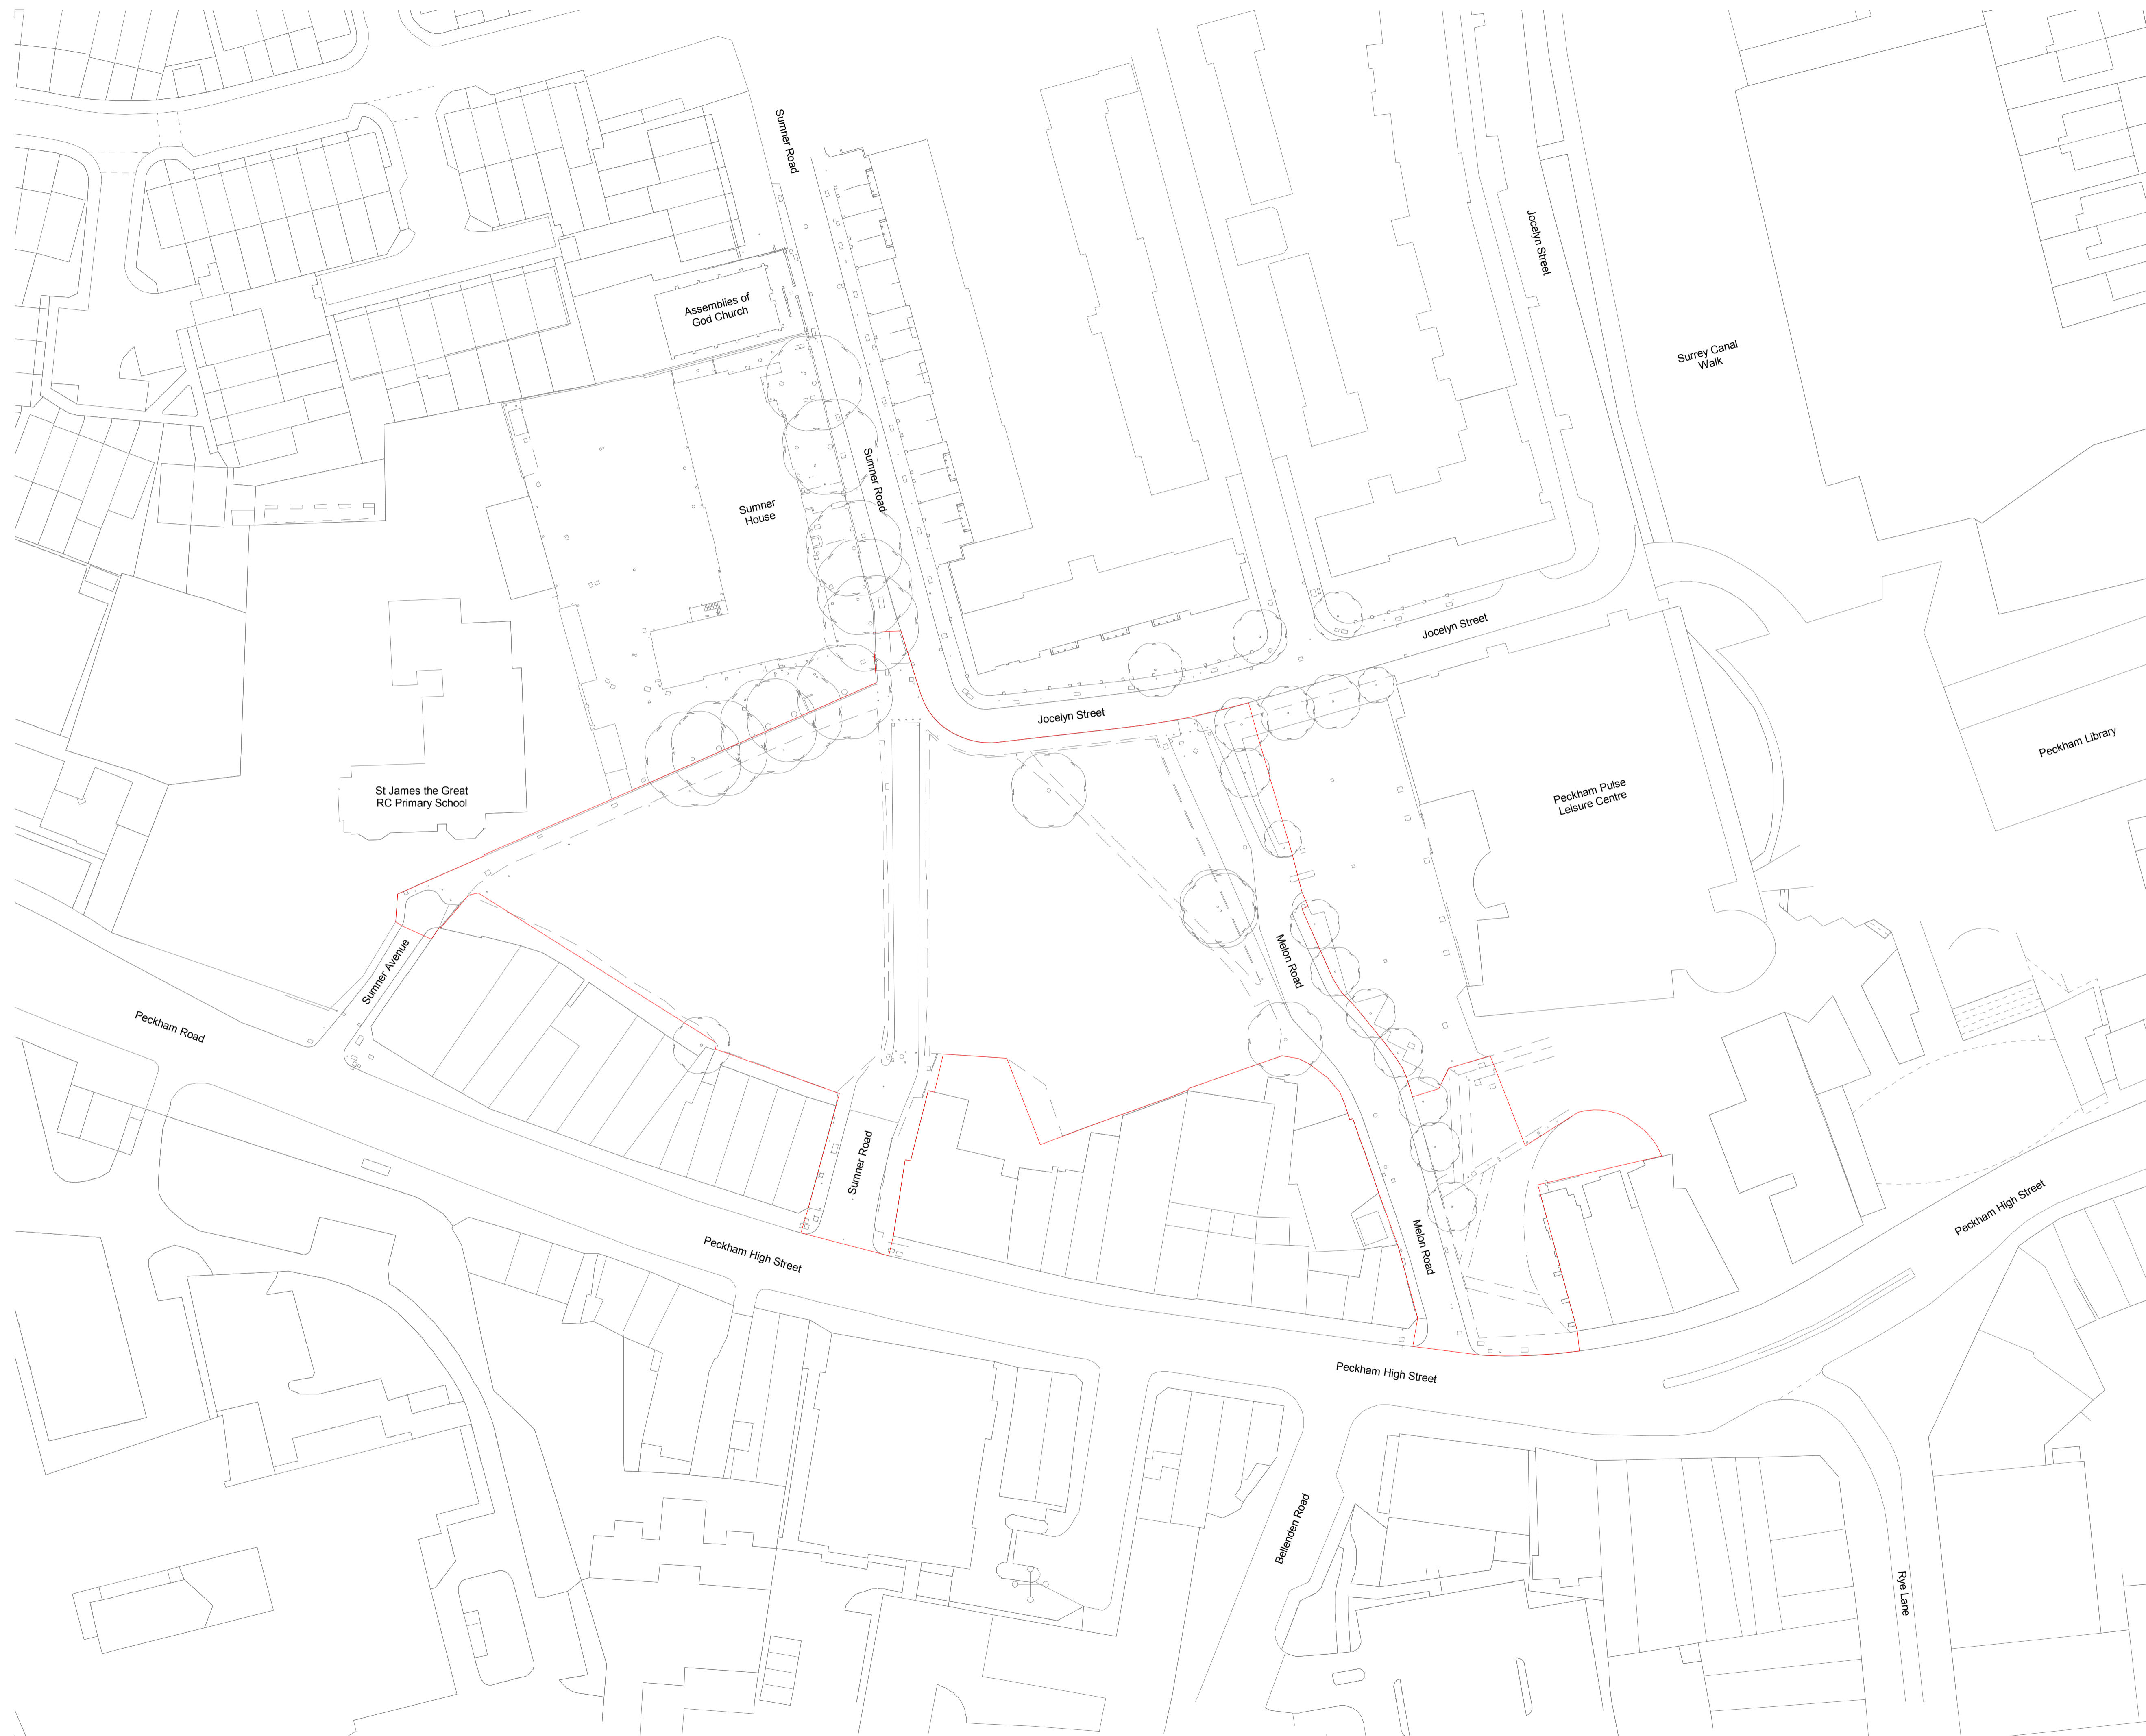 Sumner Road
Jocelyn Street
Assemblies of
God Church
Surrey Canal
Walk
Sumner Road
Sumner
House
Jocelyn Street
Jocelyn Street
Peckham Library
St James the Great
RC Primary School
Peckham Pulse
Leisure Centre
Sumner Avenue
Melon Road
Peckham Road
Sumner Road
Peckham High Street
Peckham High Street
Melon Road
Peckham High Street
Bellenden Road
Rye Lane